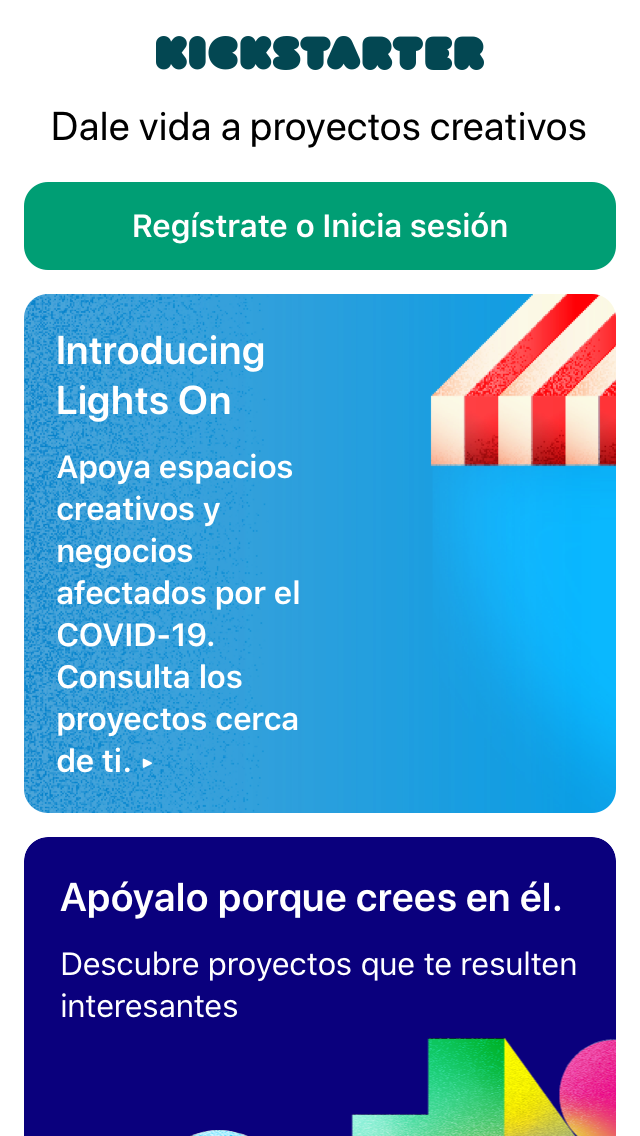 KICKSTARTER
Dale vida a proyectos creativos
Regístrate o Inicia sesión
Introducing
Lights On
Apoya espacios
creativos y
negocios
afectados por el
COVID-19.
Consulta los
proyectos cerca
de ti. ▸
Apóyalo porque crees en él.
Descubre proyectos que te resulten
interesantes